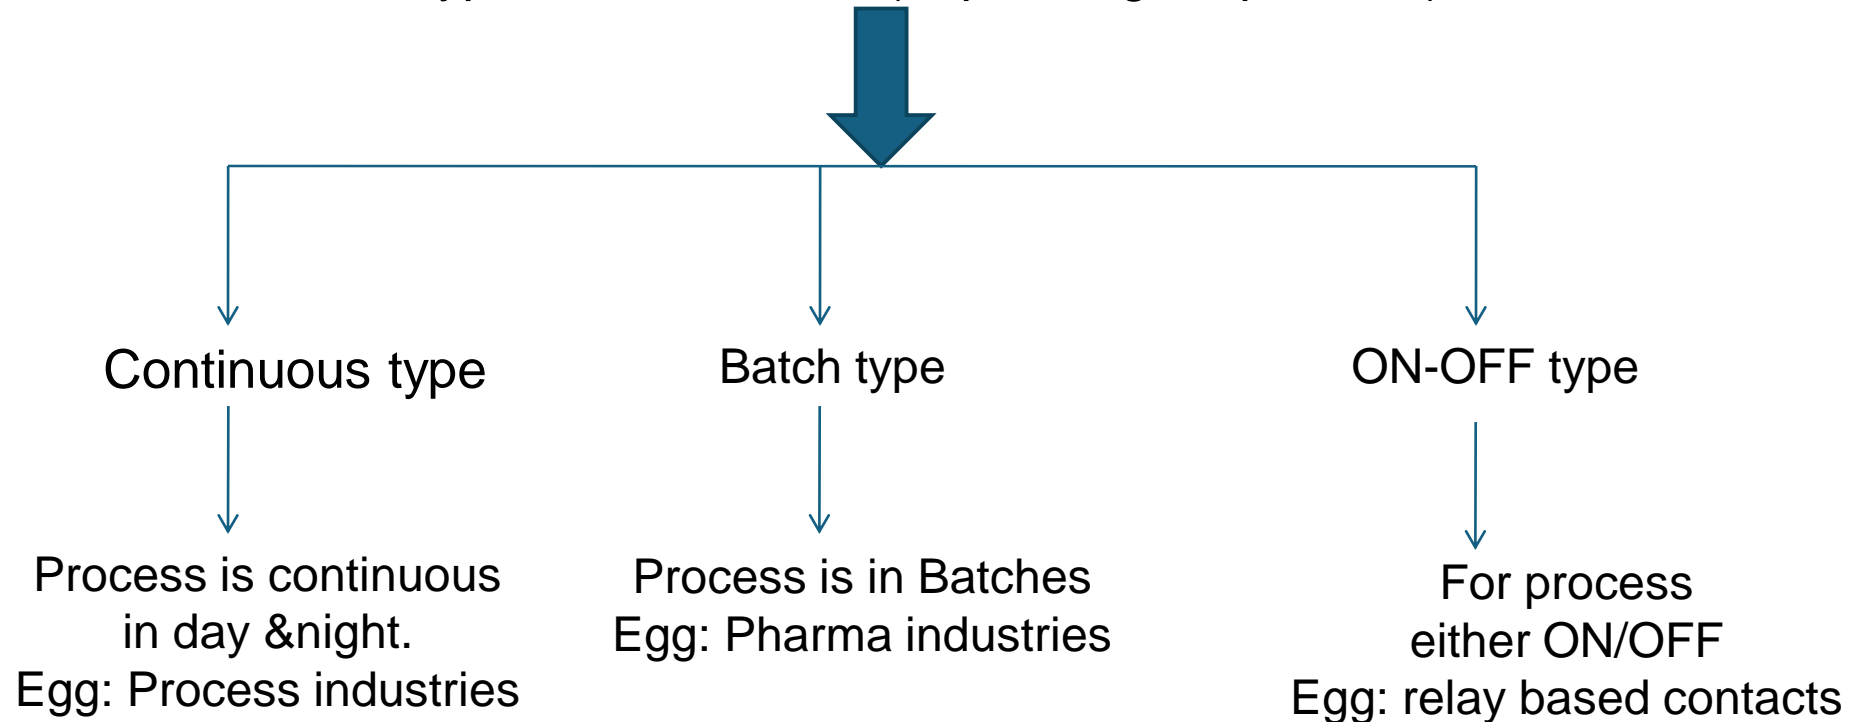 Continuous type
Batch type
ON-OFF type
Process is continuous
in day &night.
Egg: Process industries
Process is in Batches
Egg: Pharma industries
For process
either ON/OFF
Egg: relay based contacts